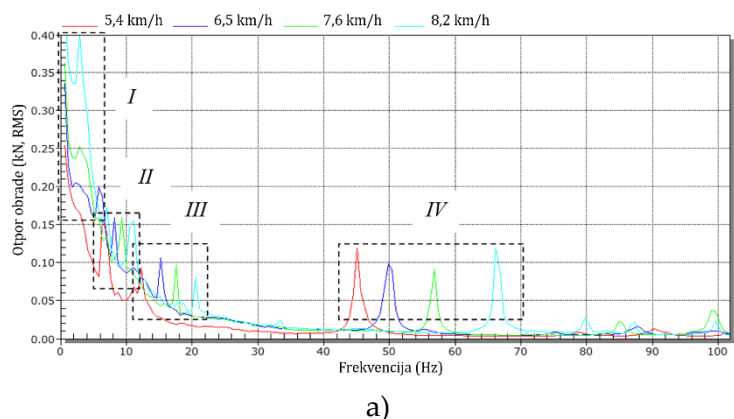 5,4 km/h 6,5 km/h 7,6 km/h 8,2 km/h
Otpor obrade (kN, RMS)
0.40
0.35
0.30
0.25
0.20
0.15
0.10
0.05
0.00
I
II
III
IV
0 10 20 30 40 50 60 70 80 90 100
Frekvencija (Hz)
a)